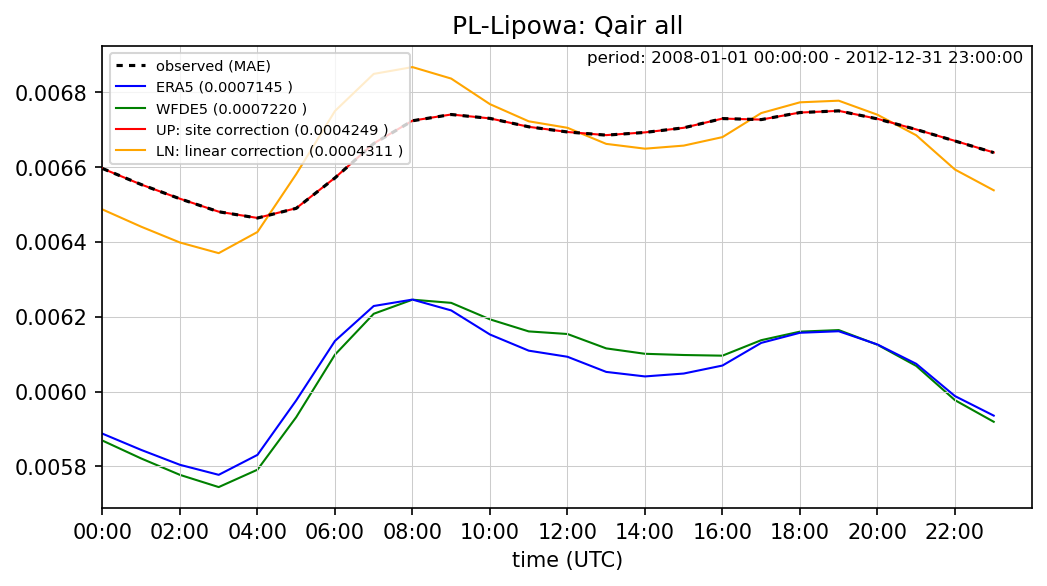 PL-Lipowa: Qair all
period: 2008-01-01 00:00:00 - 2012-12-31 23:00:00
observed (MAE)
ERA5 (0.0007145 )
WFDE5 (0.0007220 )
UP: site correction (0.0004249 )
LN: linear correction (0.0004311 )
0.0068
0.0066
0.0064
0.0062
0.0060
0.0058
00:00 02:00 04:00 06:00 08:00 10:00 12:00 14:00 16:00 18:00 20:00 22:00
time (UTC)